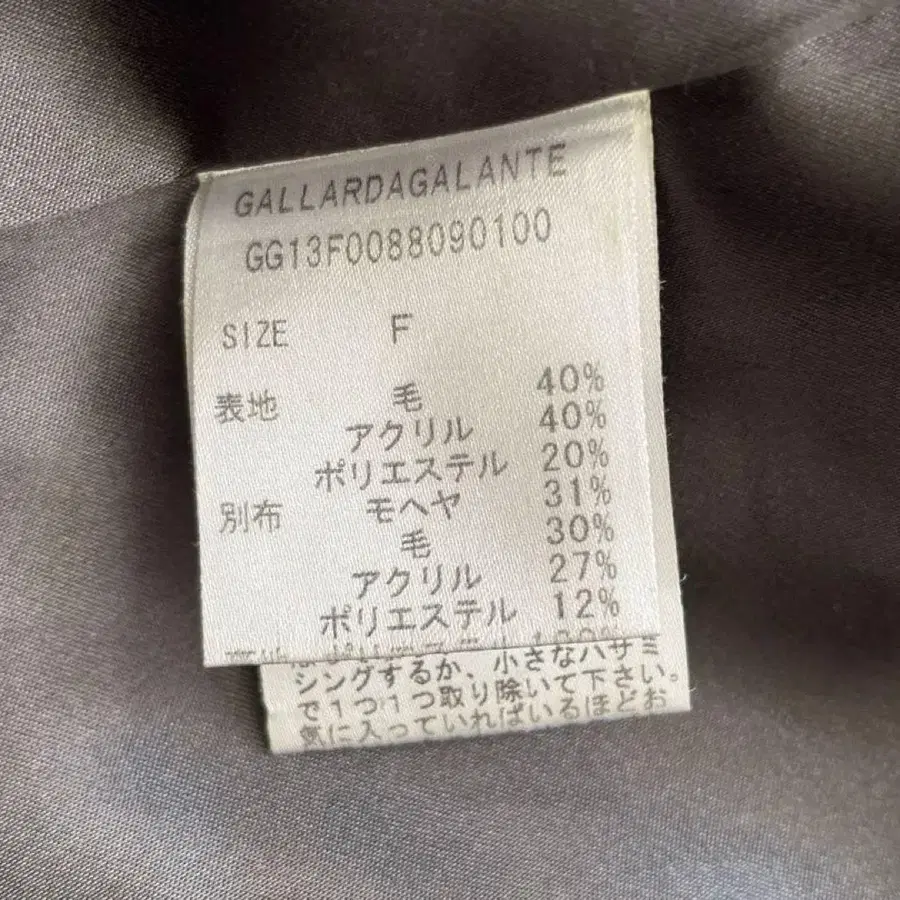 GALLARDAGALANTE
GG13F0088090100
SIZE F
表地 毛 40%
アクリル 40%
ポリエステル 20%
別布 モヘヤ 31%
毛 30%
アクリル 27%
ポリエステル 12%
シングするか、小さなハサミ
で1つ1つ取り除いて下さい。
気に入っていればいるほどお